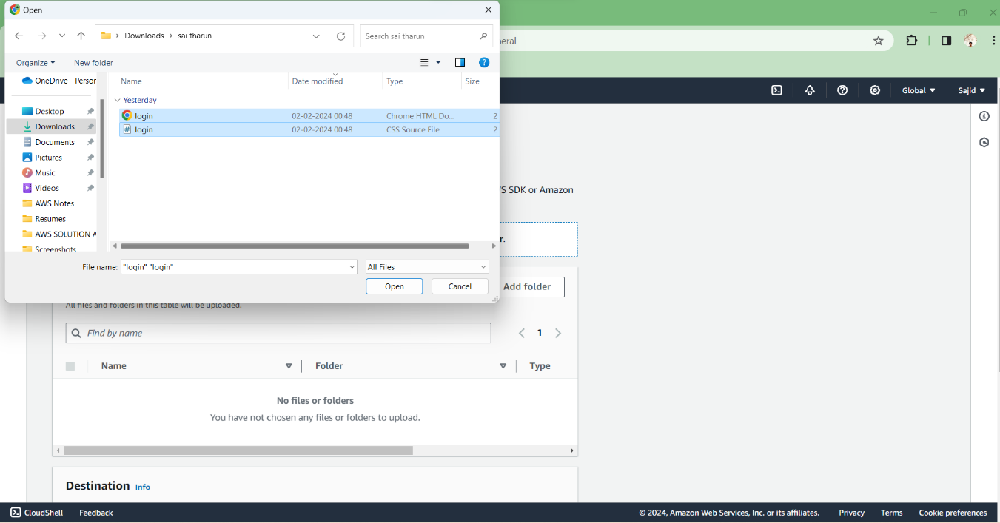 Open
Downloads › sai tharun
Search sai tharun
neral
Organize
New folder
OneDrive - Person
Name
Date modified
Type
Size
Yesterday
login
02-02-2024 00:48
Chrome HTML Do...
2
login
02-02-2024 00:48
CSS Source File
2
Desktop
Downloads
Documents
Pictures
Music
Videos
AWS Notes
Resumes
AWS SOLUTION A
Screenshots
File name:
"login" "login"
All Files
Open
Cancel
Global
Sajid
'S SDK or Amazon
r.
Add folder
All files and folders in this table will be uploaded.
Find by name
1
Name
Folder
Type
No files or folders
You have not chosen any files or folders to upload.
Destination Info
CloudShell
Feedback
© 2024, Amazon Web Services, Inc. or its affiliates.
Privacy
Terms
Cookie preferences